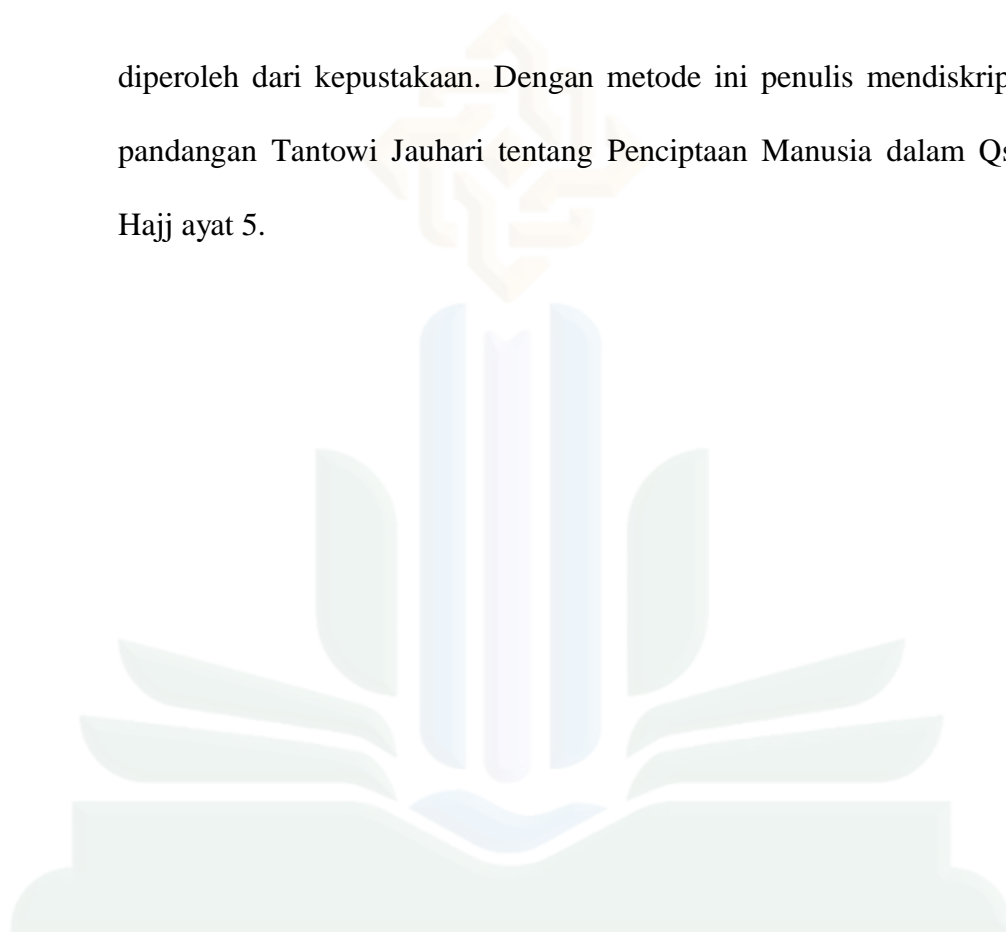 diperoleh dari kepustakaan. Dengan metode ini penulis mendiskrip
pandangan Tantowi Jauhari tentang Penciptaan Manusia dalam Qs
Hajj ayat 5.